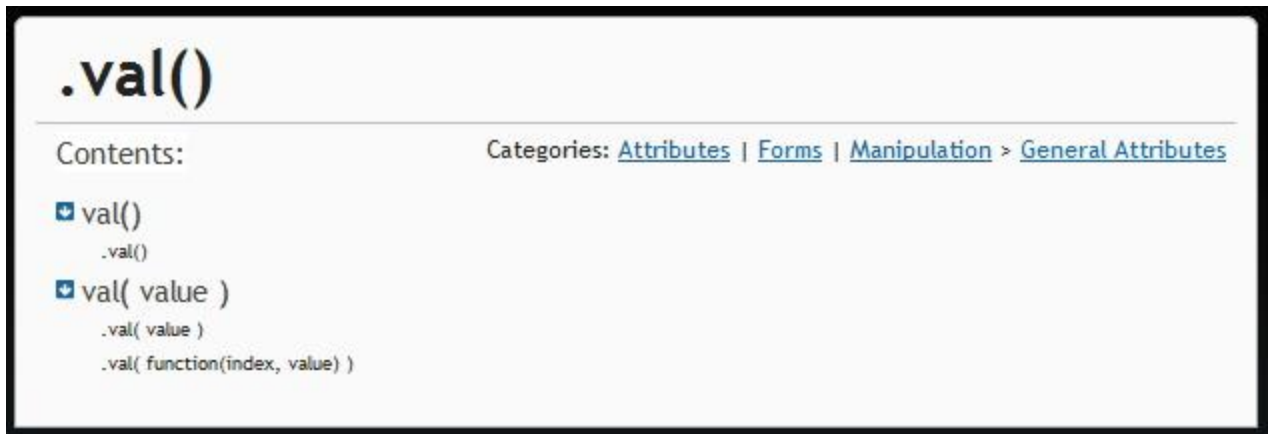 .val()
Contents:
Categories: Attributes | Forms | Manipulation > General Attributes
val()
.val()
val( value )
.val( value )
.val( function(index, value) )